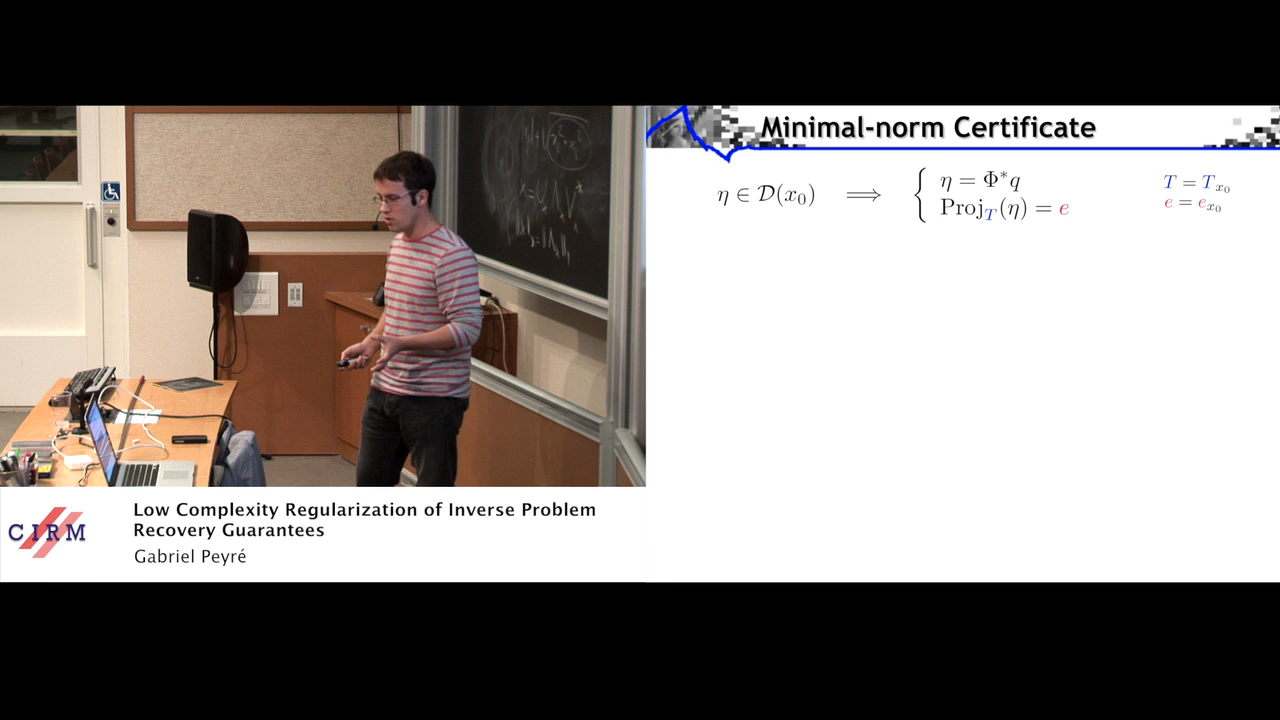 Minimal-norm Certificate
η ∈ D(x₀) ⟹ { η = Φ*q
Proj_T(η) = e
T = T_{x₀}
e = e_{x₀}
CIRM
Low Complexity Regularization of Inverse Problem
Recovery Guarantees
Gabriel Peyré